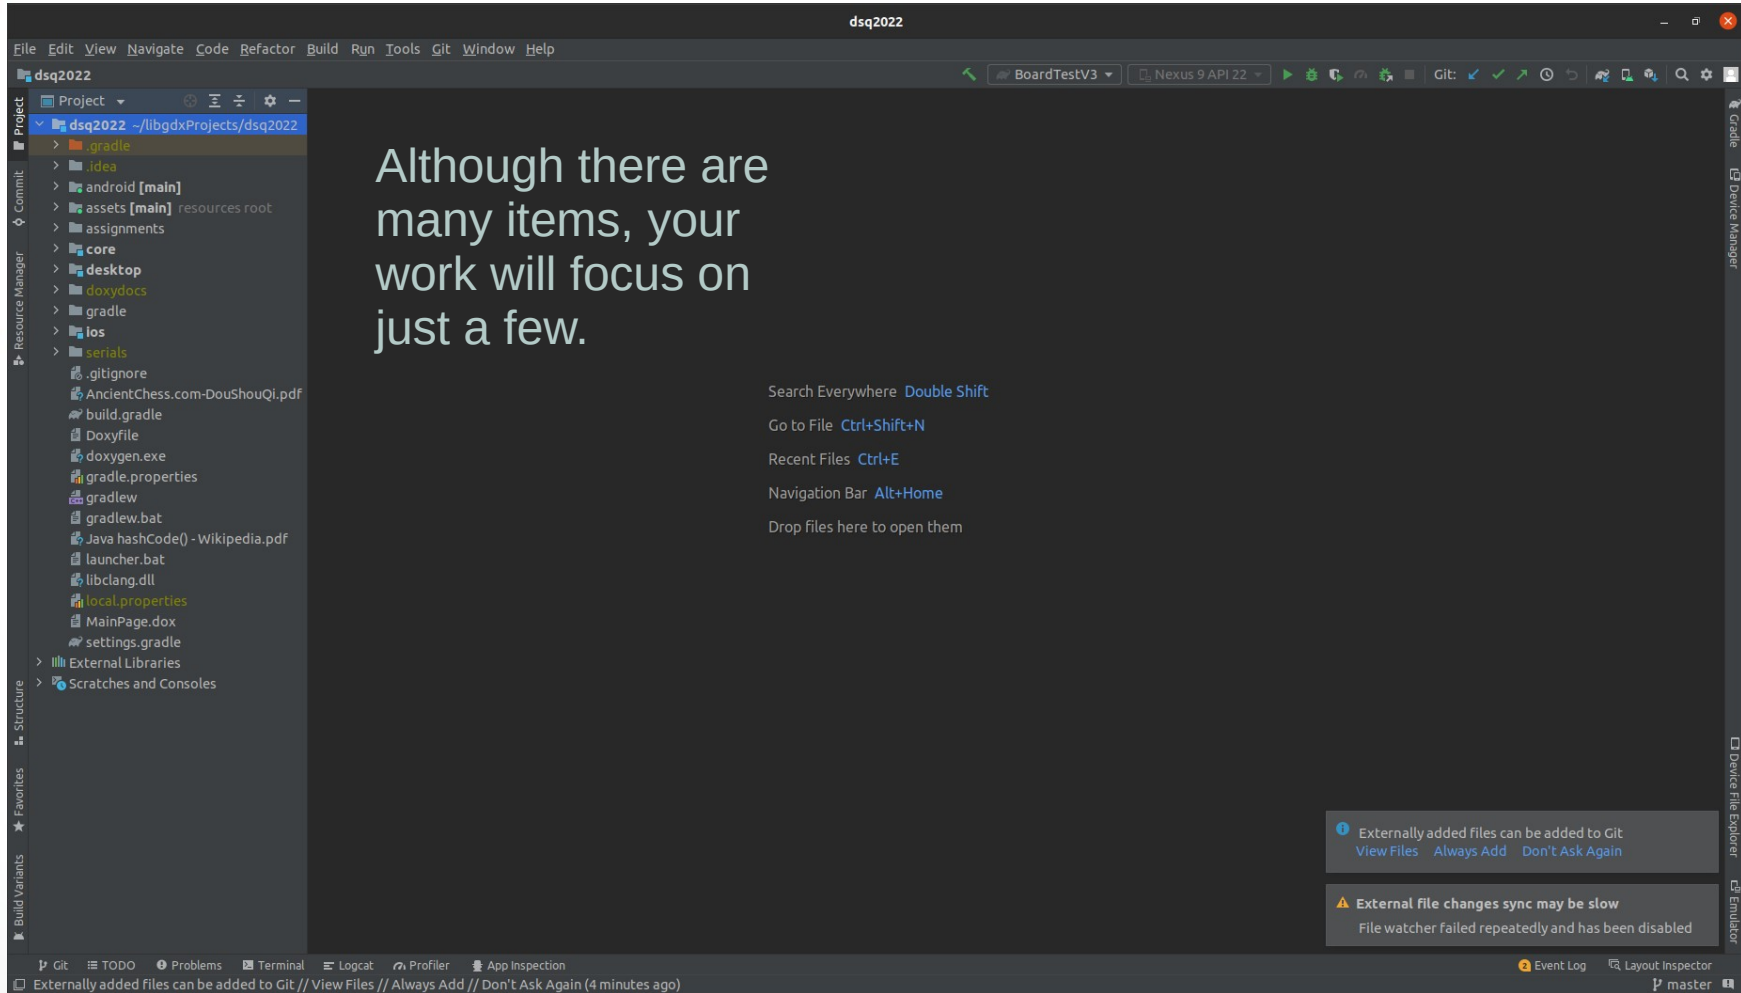 dsq2022
File Edit View Navigate Code Refactor Build Run Tools Git Window Help
dsq2022
BoardTestV3
Nexus 9 API 22
Git:
Project
Project
Commit
Resource Manager
Structure
Favorites
Build Variants
dsq2022 ~/libgdxProjects/dsq2022
.gradle
.idea
android [main]
assets [main] resources root
assignments
core
desktop
doxydocs
gradle
ios
serials
.gitignore
AncientChess.com-DouShouQi.pdf
build.gradle
Doxyfile
doxygen.exe
gradle.properties
gradlew
gradlew.bat
Java hashCode() - Wikipedia.pdf
launcher.bat
libclang.dll
local.properties
MainPage.dox
settings.gradle
External Libraries
Scratches and Consoles
Although there are
many items, your
work will focus on
just a few.
Search Everywhere Double Shift
Go to File Ctrl+Shift+N
Recent Files Ctrl+E
Navigation Bar Alt+Home
Drop files here to open them
Gradle
Device Manager
Device File Explorer
Emulator
Externally added files can be added to Git
View Files Always Add Don't Ask Again
External file changes sync may be slow
File watcher failed repeatedly and has been disabled
Git TODO Problems Terminal Logcat Profiler App Inspection
2 Event Log Layout Inspector
Externally added files can be added to Git // View Files // Always Add // Don't Ask Again (4 minutes ago)
master